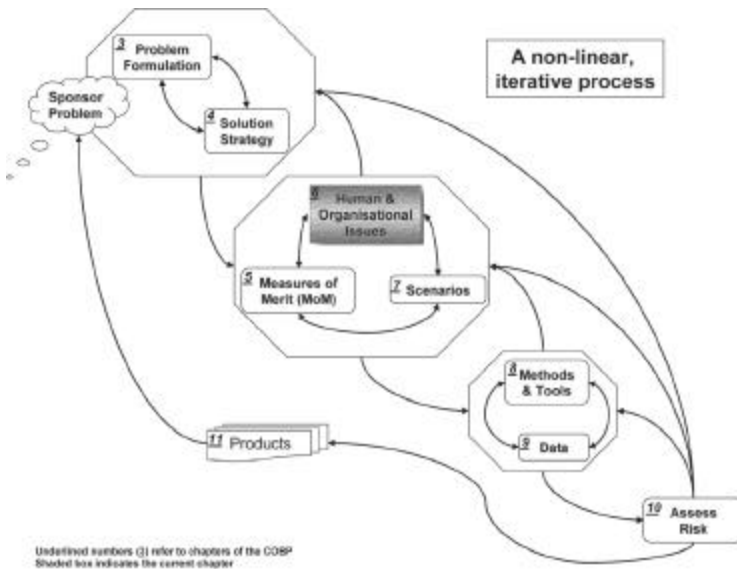 A non-linear,
iterative process
3
Problem
Formulation
Sponsor
Problem
4
Solution
Strategy
6
Human &
Organisational
Issues
5
Measures of
Merit (MoM)
7
Scenarios
8
Methods
& Tools
9
Data
11 Products
10
Assess
Risk
Underlined numbers (3) refer to chapters of the COBP
Shaded box indicates the current chapter